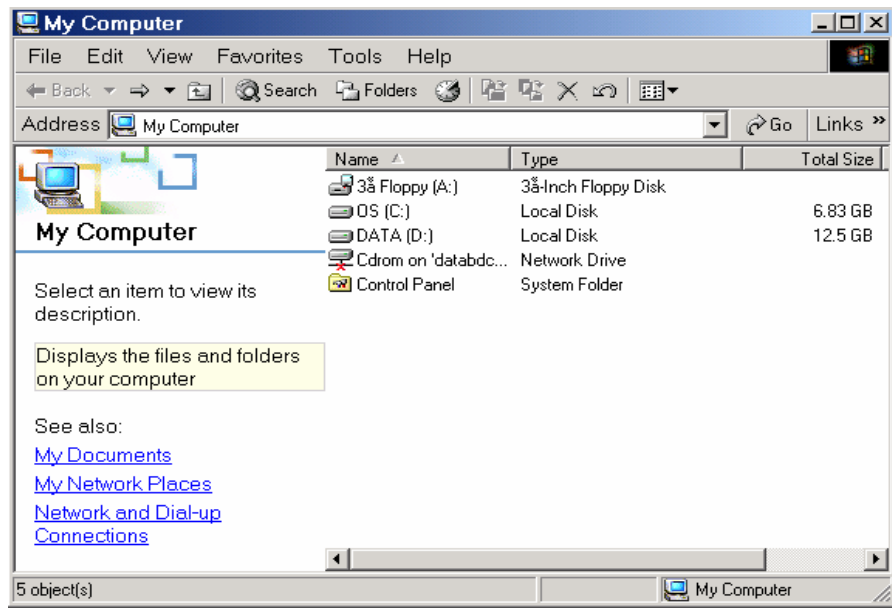 My Computer
File Edit View Favorites Tools Help
Back Search Folders
Address My Computer Go Links »
Name Type Total Size
3ǻ Floppy (A:) 3ǻ-Inch Floppy Disk
OS (C:) Local Disk 6.83 GB
DATA (D:) Local Disk 12.5 GB
Cdrom on 'databdc... Network Drive
Control Panel System Folder
My Computer
Select an item to view its
description.
Displays the files and folders
on your computer
See also:
My Documents
My Network Places
Network and Dial-up
Connections
5 object(s) My Computer